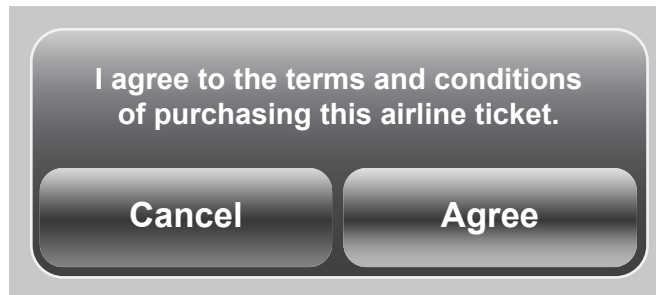 I agree to the terms and conditions
of purchasing this airline ticket.
Cancel
Agree